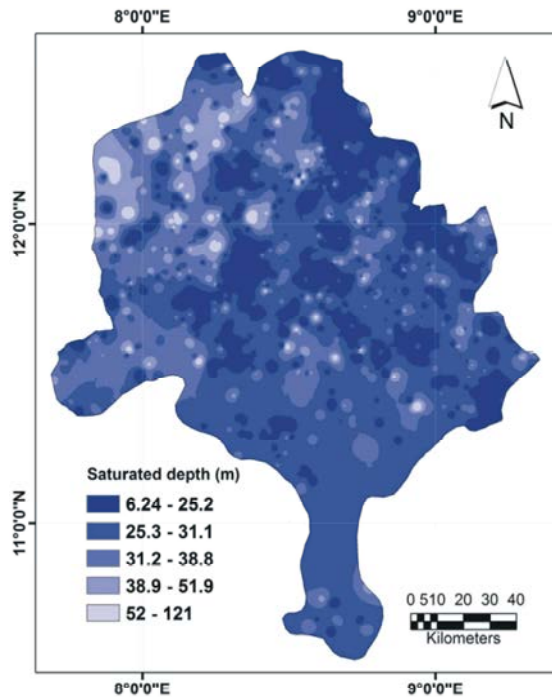 8°0'0"E 9°0'0"E
N
12°0'0"N
11°0'0"N
Saturated depth (m)
6.24 - 25.2
25.3 - 31.1
31.2 - 38.8
38.9 - 51.9
52 - 121
0 5 10 20 30 40
Kilometers
8°0'0"E 9°0'0"E